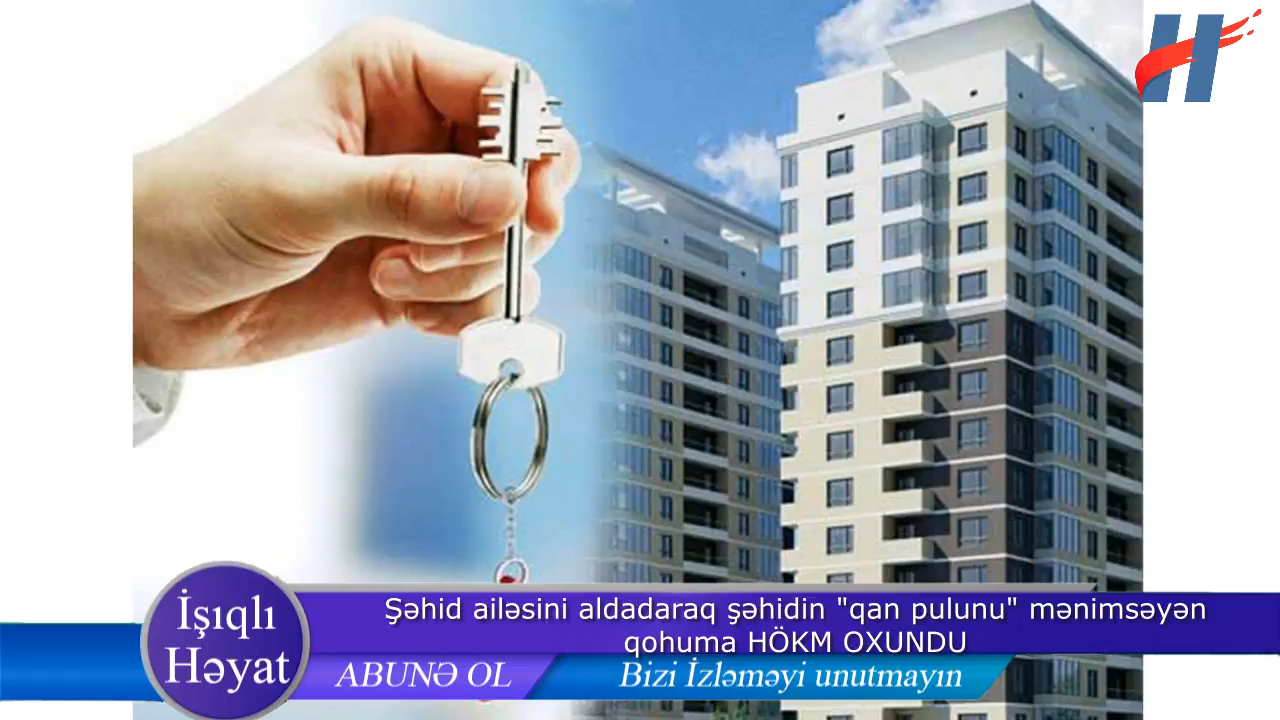 H
İşıqlı
Həyat
Şəhid ailəsini aldadaraq şəhidin "qan pulunu" mənimsəyən
qohuma HÖKM OXUNDU
ABUNƏ OL
Bizi İzləməyi unutmayın